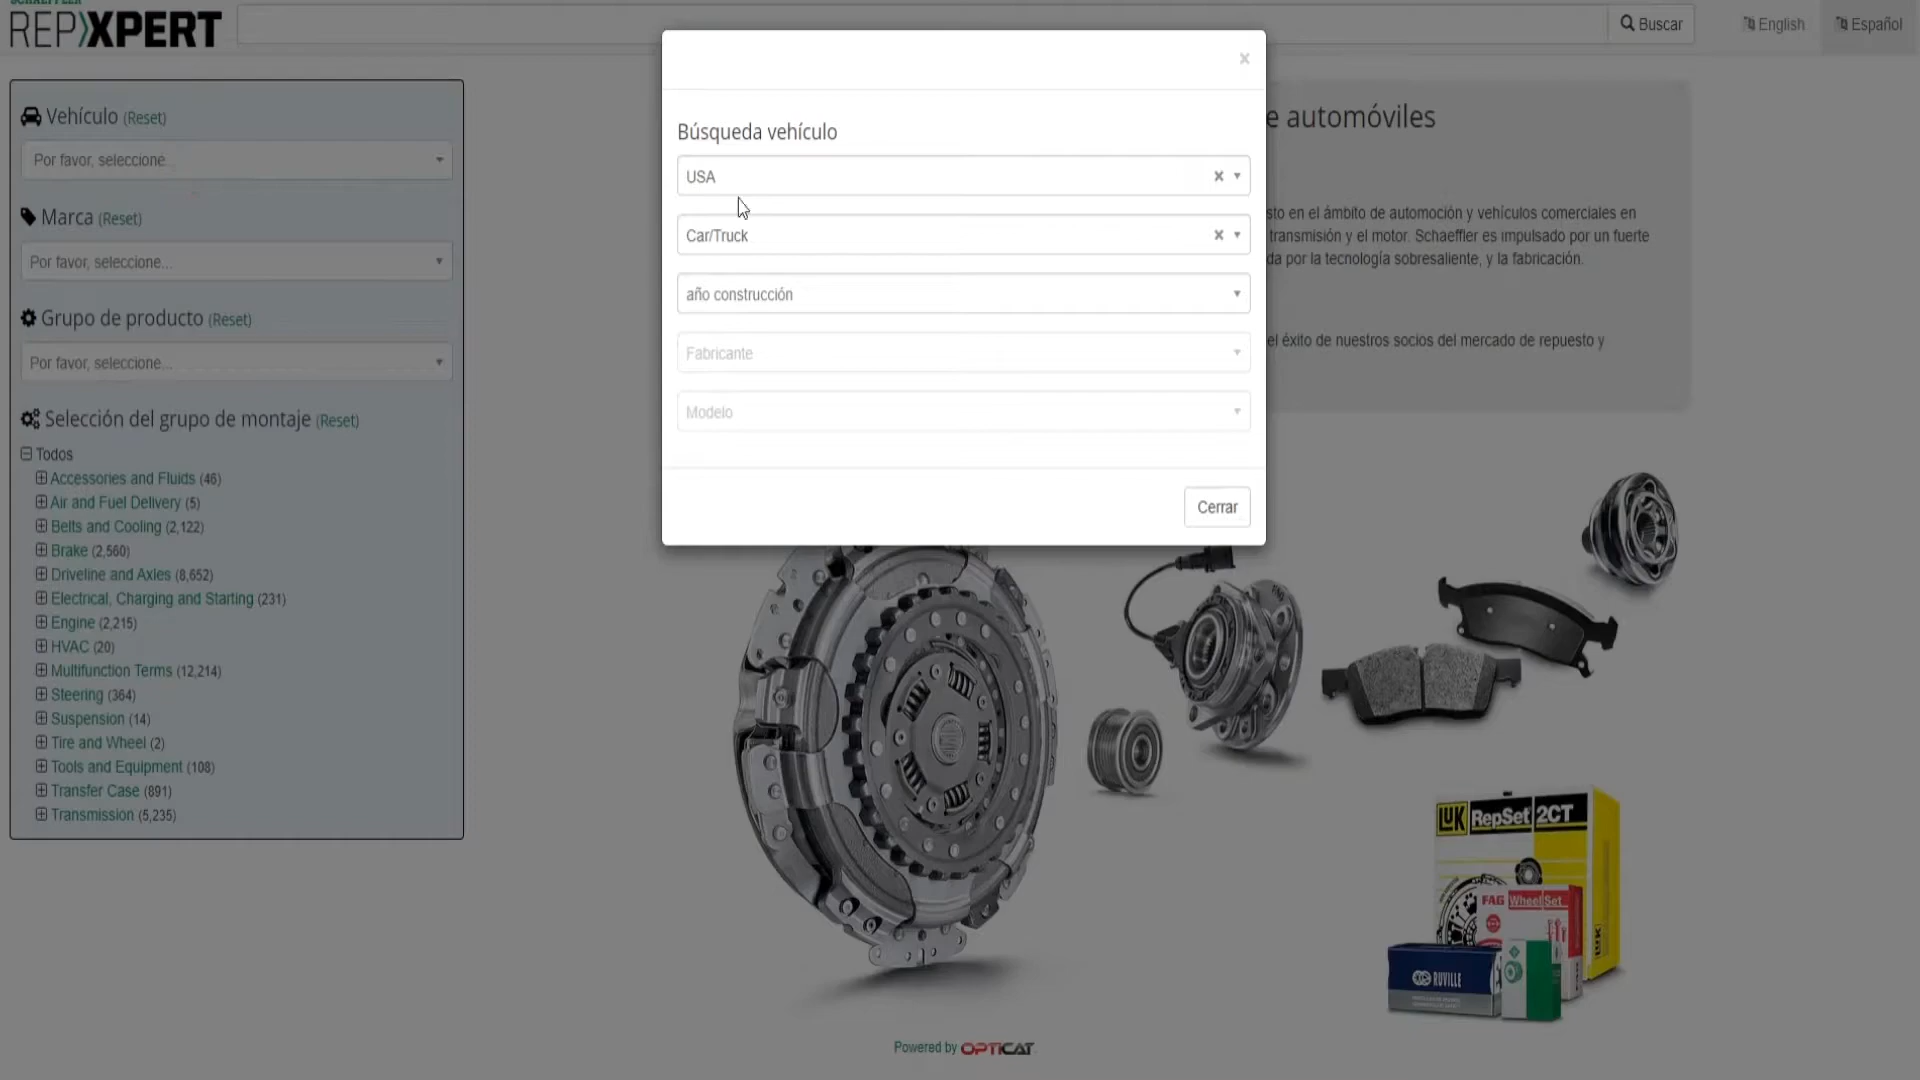 SCHAEFFLER
REPXPERT
Buscar
English
Español
Vehículo (Reset)
Por favor, seleccione...
Marca (Reset)
Por favor, seleccione...
Grupo de producto (Reset)
Por favor, seleccione...
Selección del grupo de montaje (Reset)
Todos
Accessories and Fluids (46)
Air and Fuel Delivery (5)
Belts and Cooling (2,122)
Brake (2,560)
Driveline and Axles (8,652)
Electrical, Charging and Starting (231)
Engine (2,215)
HVAC (20)
Multifunction Terms (12,214)
Steering (364)
Suspension (14)
Tire and Wheel (2)
Tools and Equipment (108)
Transfer Case (891)
Transmission (5,235)
×
Búsqueda vehículo
USA
Car/Truck
año construcción
Fabricante
Modelo
Cerrar
e automóviles
sto en el ámbito de automoción y vehículos comerciales en
transmisión y el motor. Schaeffler es impulsado por un fuerte
da por la tecnología sobresaliente, y la fabricación.
el éxito de nuestros socios del mercado de repuesto y
LUK RepSet 2CT
FAG WheelSet
LUK
RUVILLE
Powered by OPTICAT